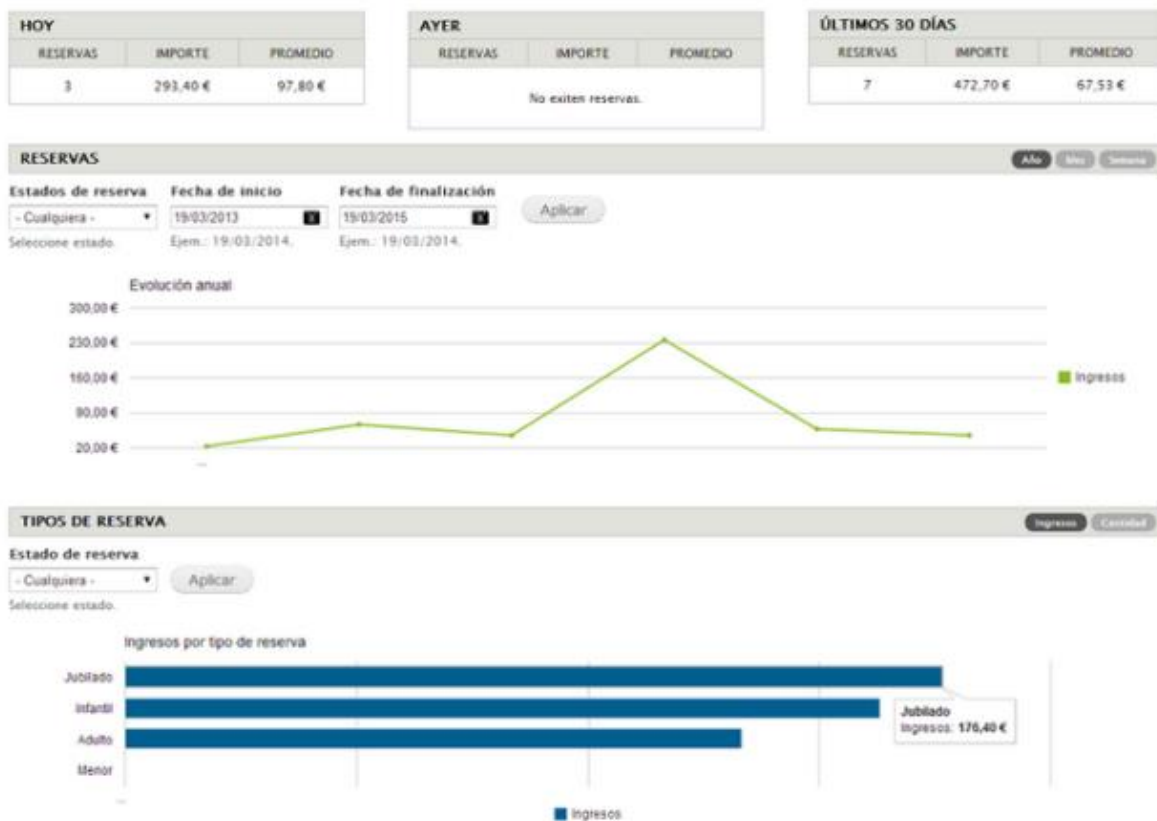 HOY
RESERVAS IMPORTE PROMEDIO
3 293,40 € 97,80 €
AYER
RESERVAS IMPORTE PROMEDIO
No exiten reservas.
ÚLTIMOS 30 DÍAS
RESERVAS IMPORTE PROMEDIO
7 472,70 € 67,53 €
RESERVAS
Año Mes Semana
Estados de reserva Fecha de inicio Fecha de finalización
- Cualquiera - 19/03/2013 19/03/2015 Aplicar
Seleccione estado. Ejem.: 19/03/2014. Ejem.: 19/03/2014.
Evolución anual
300,00 €
230,00 €
160,00 €
90,00 €
20,00 €
...
Ingresos
TIPOS DE RESERVA
Ingresos Cantidad
Estado de reserva
- Cualquiera - Aplicar
Seleccione estado.
Ingresos por tipo de reserva
Jubilado
Infantil
Adulto
Menor
Jubilado
Ingresos: 176,40 €
...
Ingresos